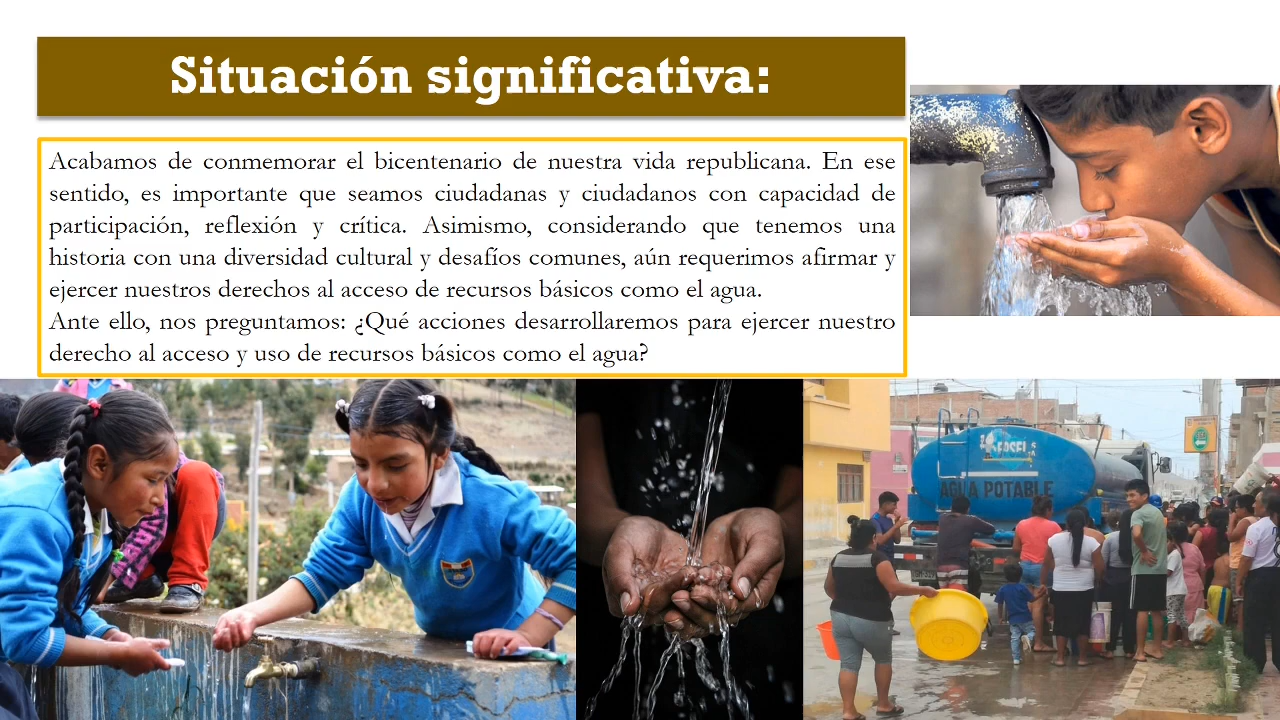 Situación significativa:
Acabamos de conmemorar el bicentenario de nuestra vida republicana. En ese
sentido, es importante que seamos ciudadanas y ciudadanos con capacidad de
participación, reflexión y crítica. Asimismo, considerando que tenemos una
historia con una diversidad cultural y desafíos comunes, aún requerimos afirmar y
ejercer nuestros derechos al acceso de recursos básicos como el agua.
Ante ello, nos preguntamos: ¿Qué acciones desarrollaremos para ejercer nuestro
derecho al acceso y uso de recursos básicos como el agua?
AGUA POTABLE